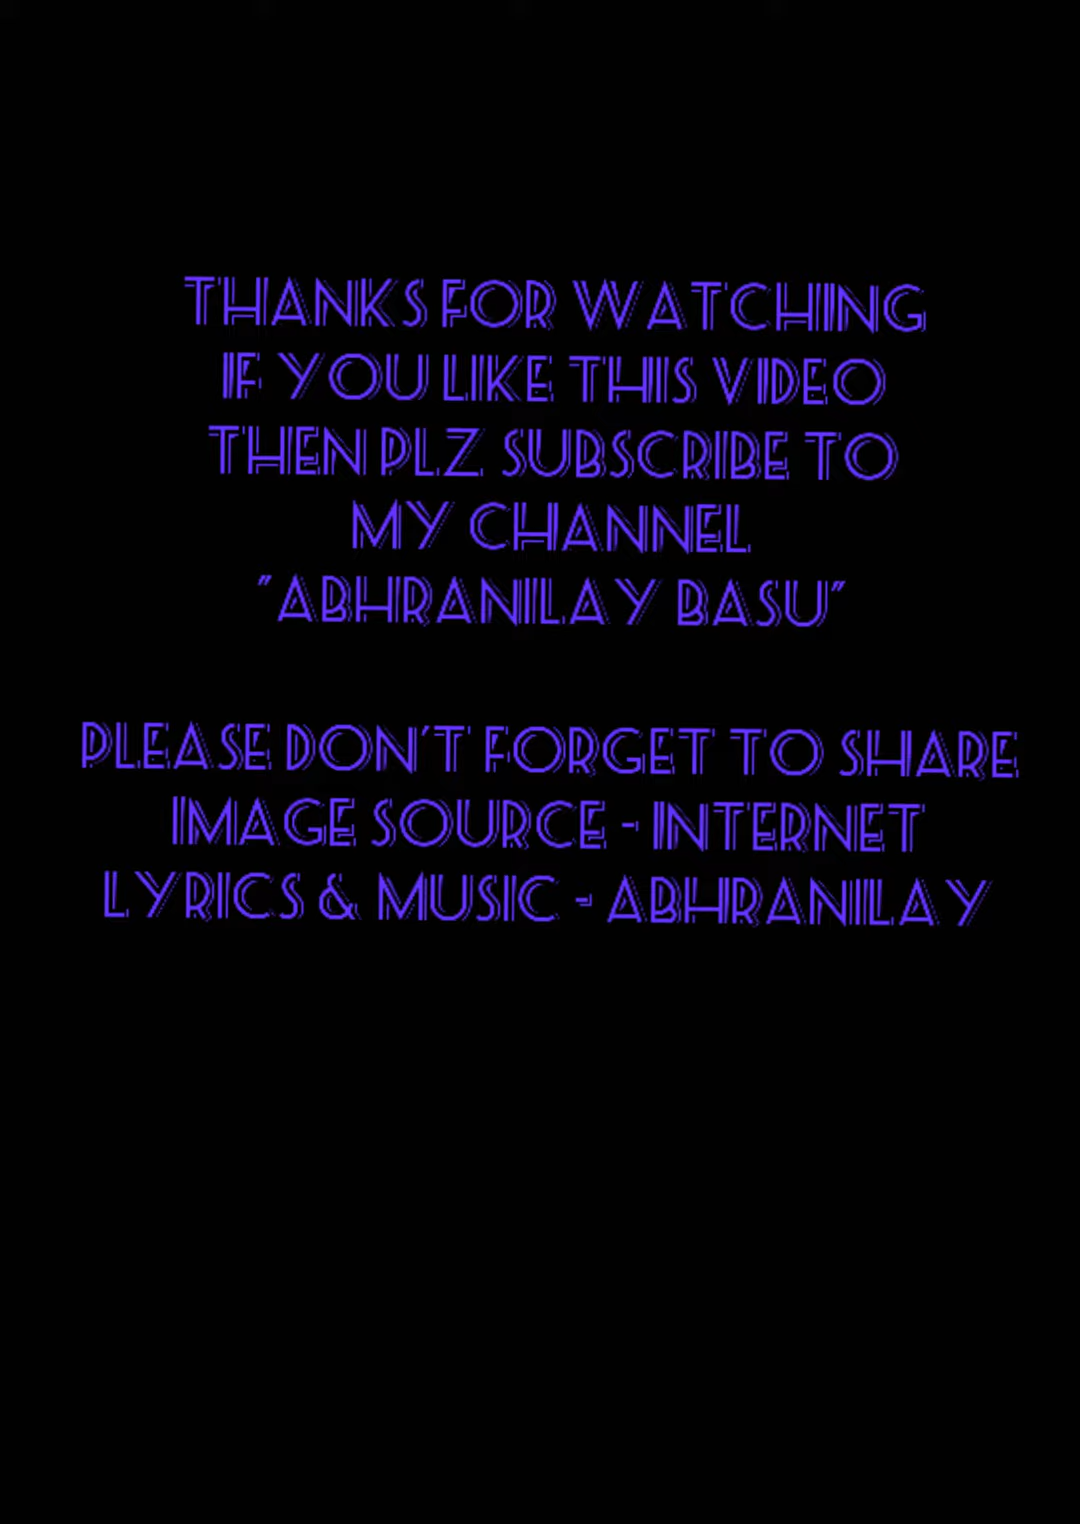 THANKS FOR WATCHING
IF YOU LIKE THIS VIDEO
THEN PLZ SUBSCRIBE TO
MY CHANNEL
"ABHRANILAY BASU"
PLEASE DON'T FORGET TO SHARE
IMAGE SOURCE - INTERNET
LYRICS & MUSIC - ABHRANILAY